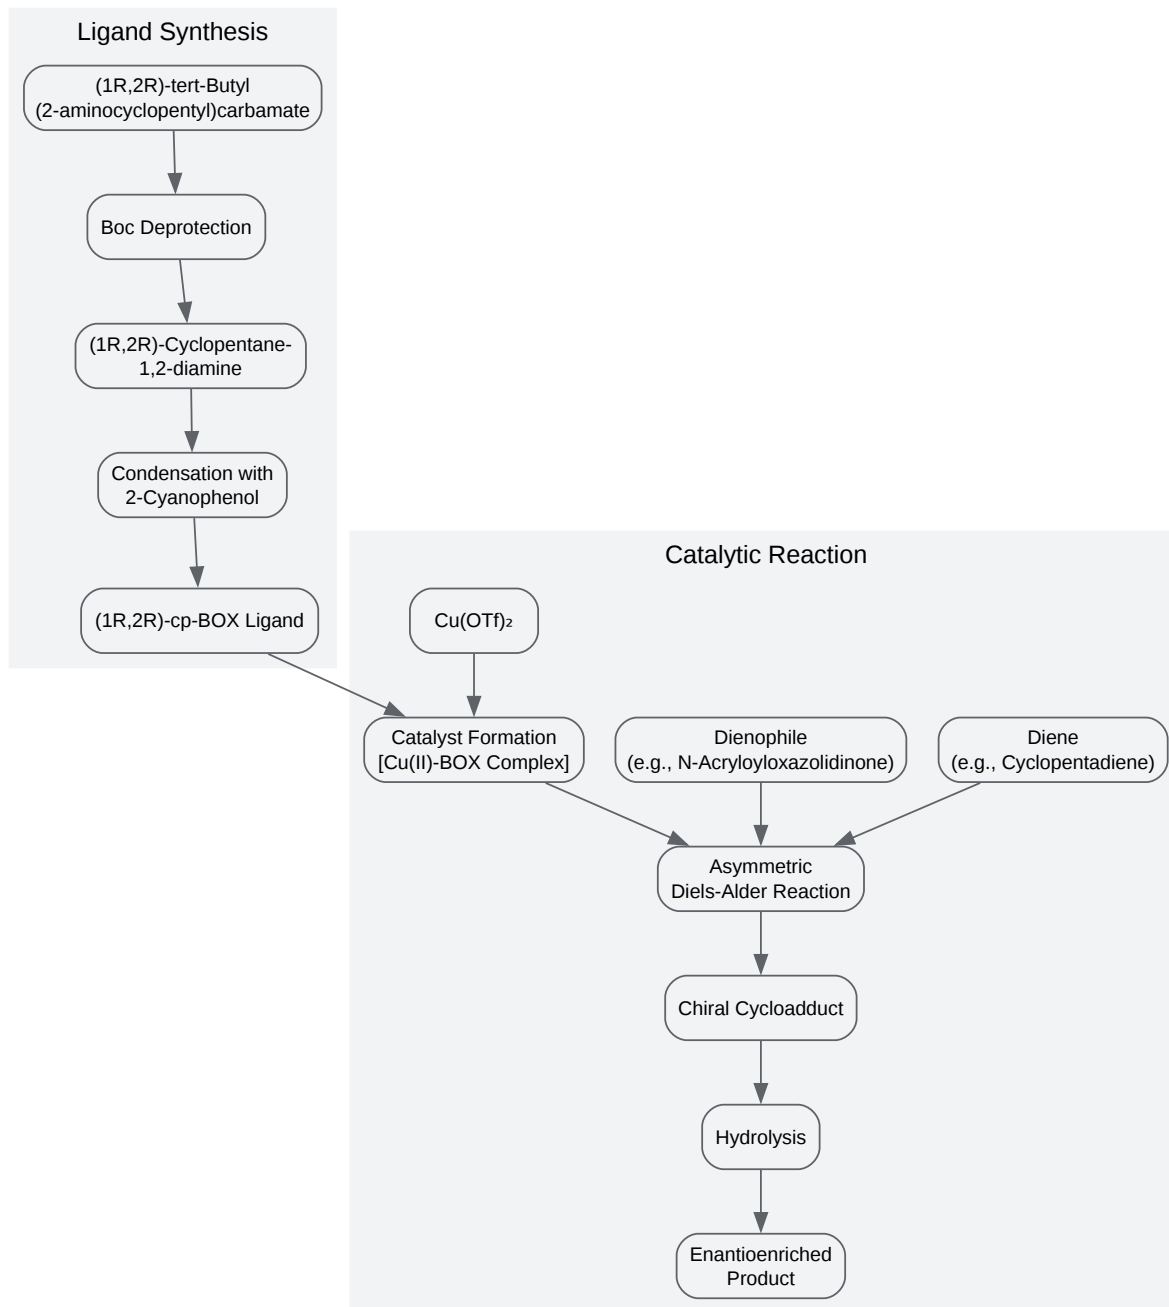 Ligand Synthesis
(1R,2R)-tert-Butyl
(2-aminocyclopentyl)carbamate
Boc Deprotection
(1R,2R)-Cyclopentane-
1,2-diamine
Condensation with
2-Cyanophenol
(1R,2R)-cp-BOX Ligand
Catalytic Reaction
Cu(OTf)₂
Catalyst Formation
[Cu(II)-BOX Complex]
Dienophile
(e.g., N-Acryloyloxazolidinone)
Diene
(e.g., Cyclopentadiene)
Asymmetric
Diels-Alder Reaction
Chiral Cycloadduct
Hydrolysis
Enantioenriched
Product